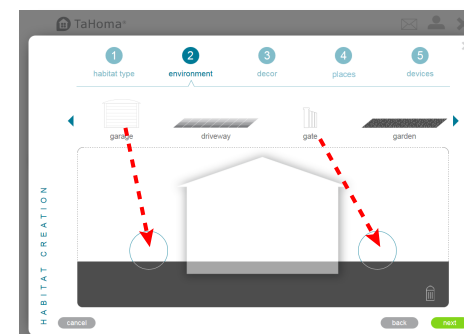 TaHoma®
1 2 3 4 5
habitat type environment decor places devices
garage driveway gate garden
HABITAT CREATION
cancel back next